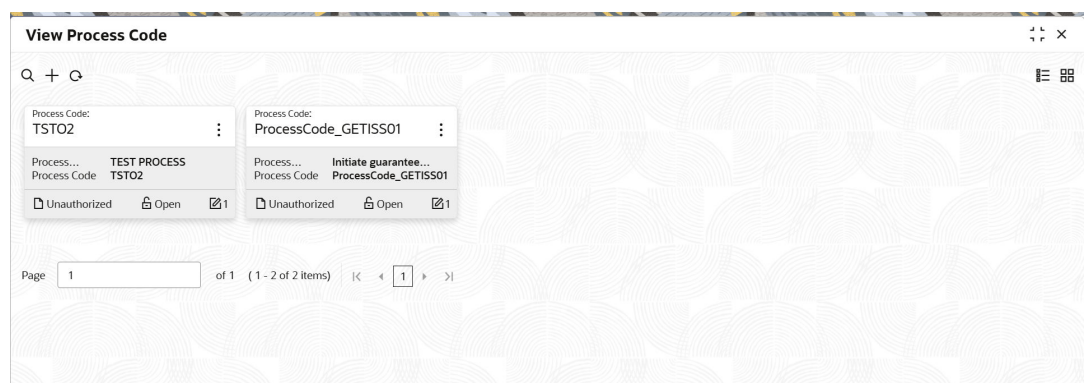 View Process Code
Process Code:
TSTO2
Process... TEST PROCESS
Process Code TSTO2
Unauthorized Open 1
Process Code:
ProcessCode_GETISS01
Process... Initiate guarantee...
Process Code ProcessCode_GETISS01
Unauthorized Open 1
Page 1 of 1 ( 1 - 2 of 2 items) 1